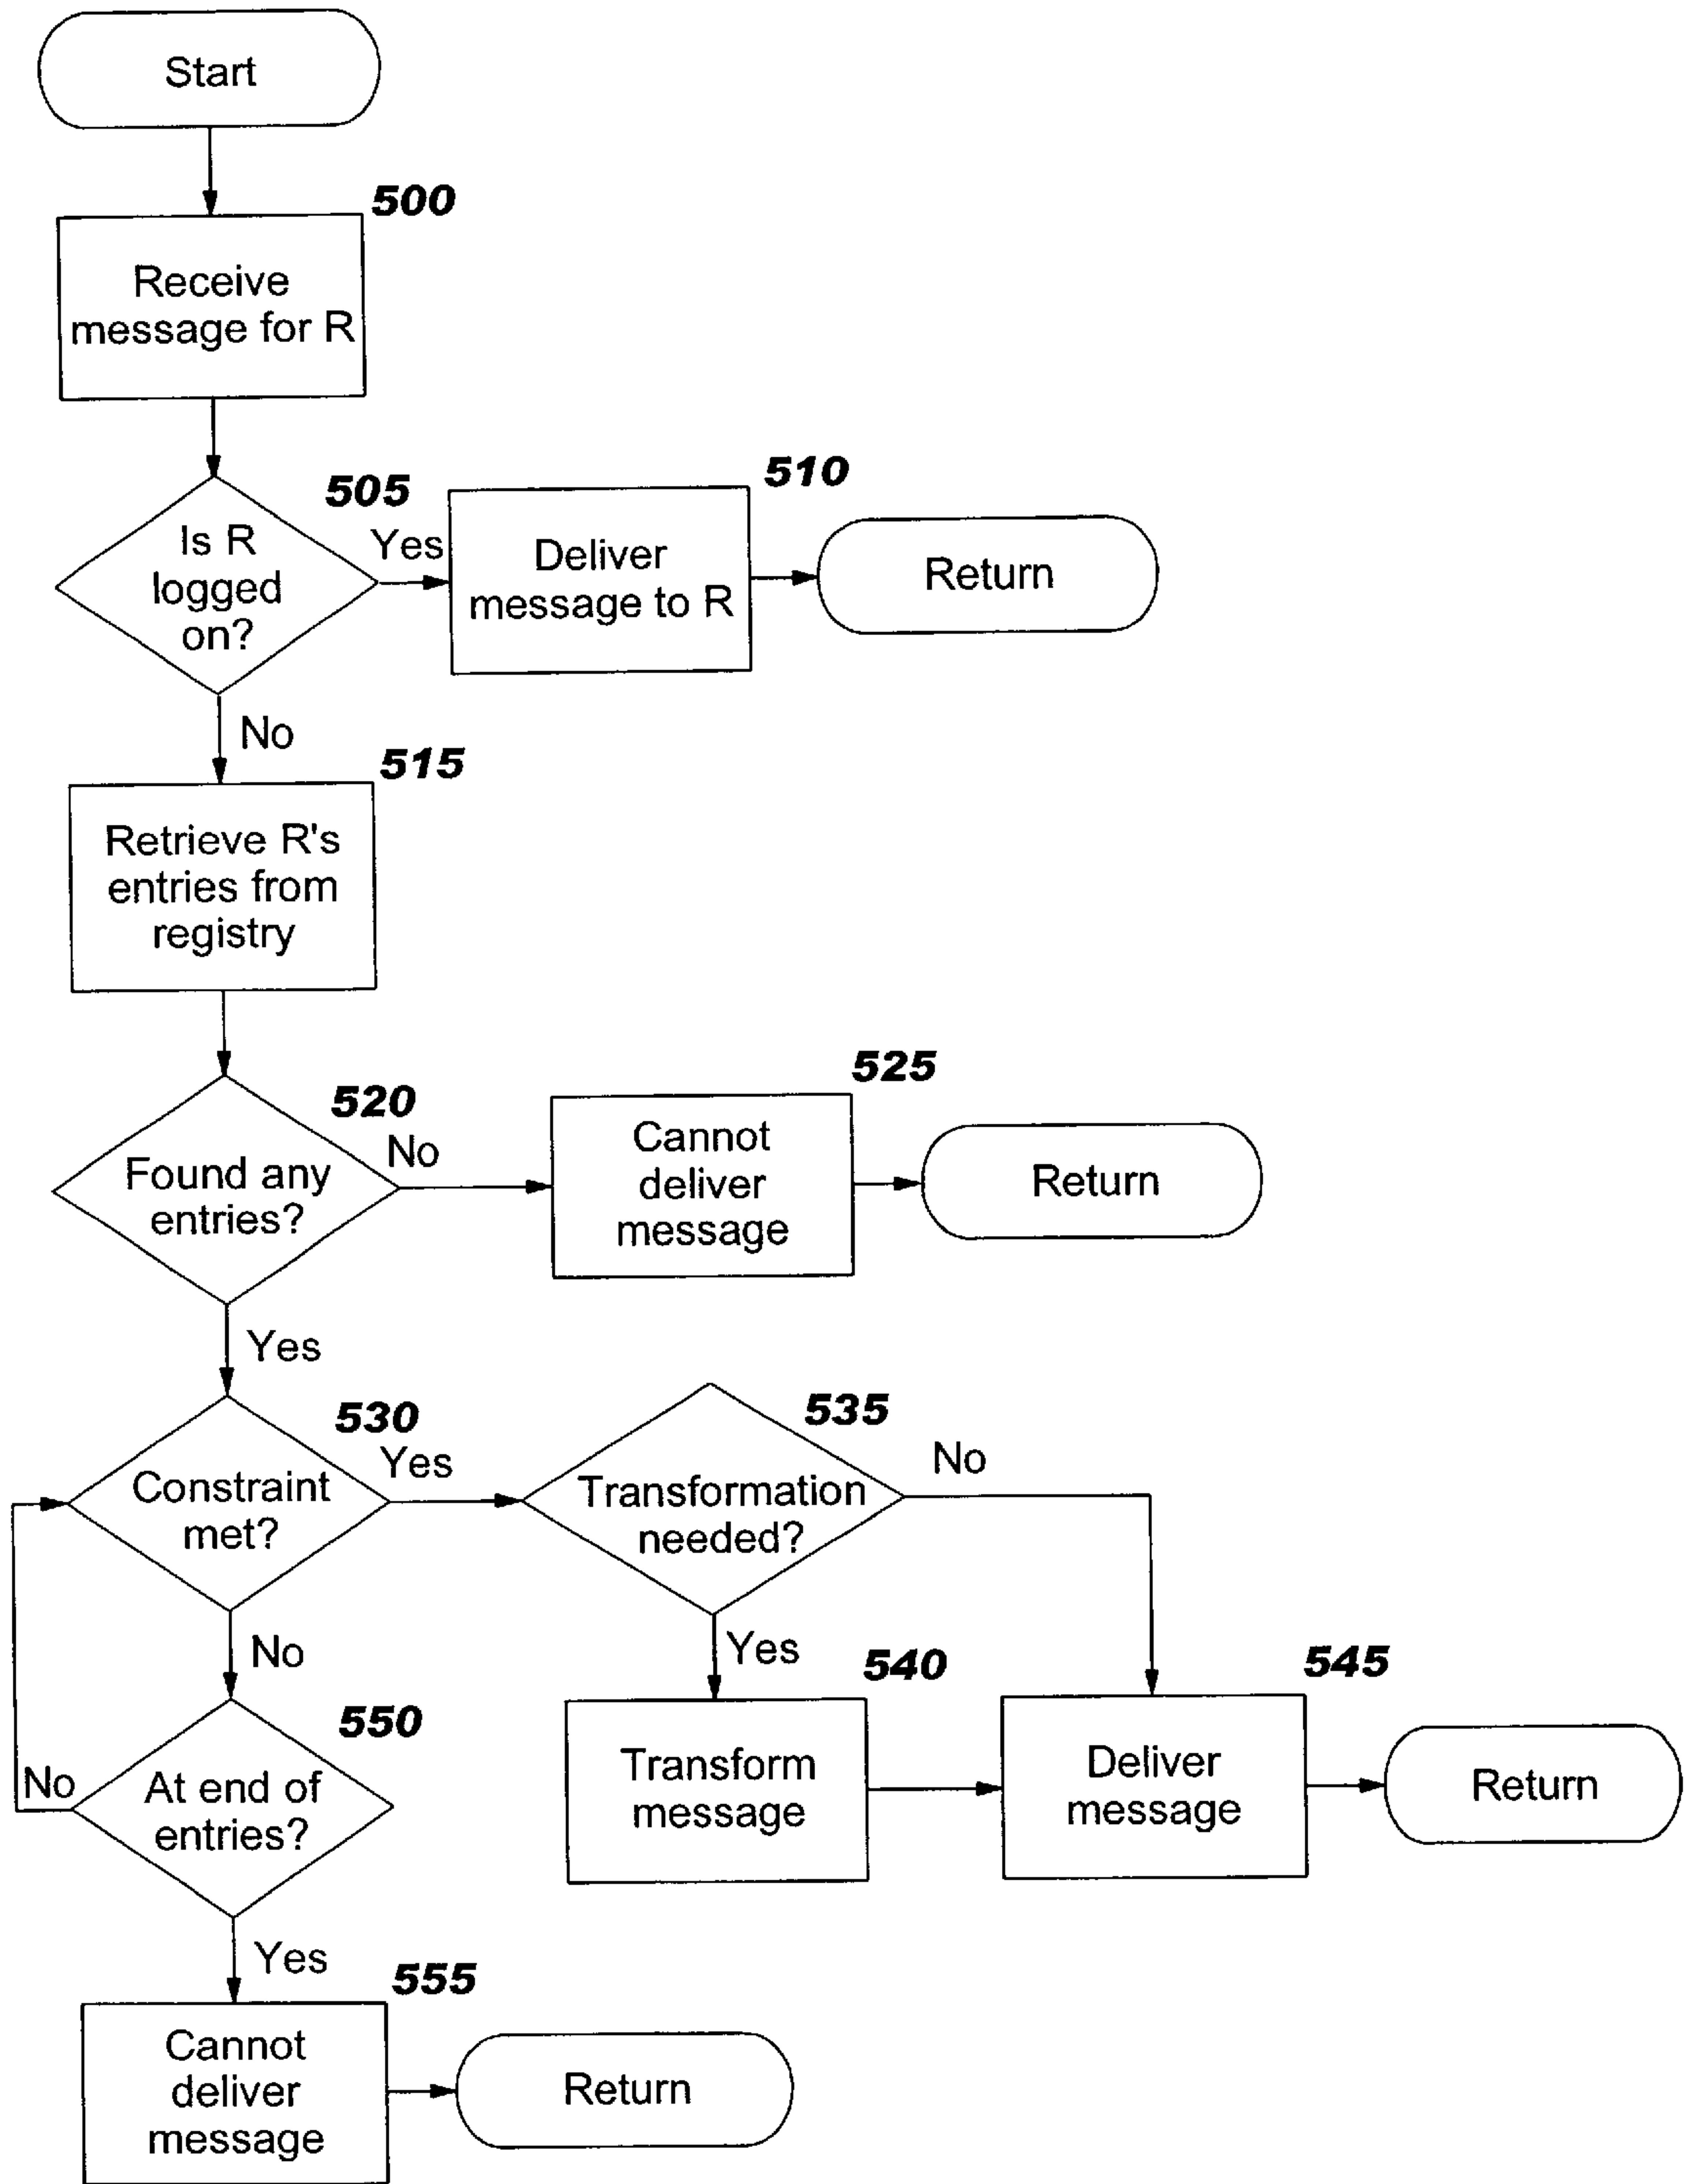 Start
500
Receive
message for R
505
Is R
logged
on?
Yes
510
Deliver
message to R
Return
No
515
Retrieve R's
entries from
registry
520
Found any
entries?
No
525
Cannot
deliver
message
Return
Yes
530
Constraint
met?
Yes
535
Transformation
needed?
No
No
Yes
540
Transform
message
545
Deliver
message
Return
550
At end of
entries?
No
Yes
555
Cannot
deliver
message
Return